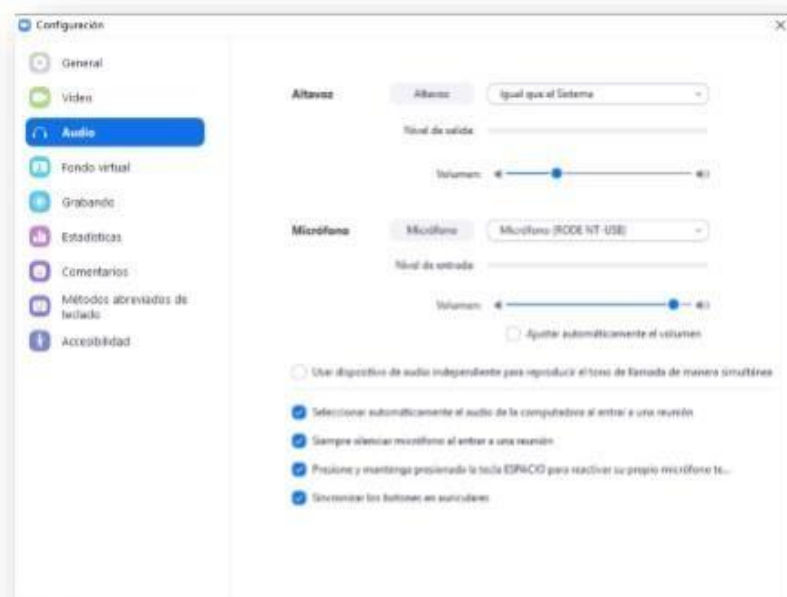 Configuración
General
Video
Audio
Fondo virtual
Grabando
Estadísticas
Comentarios
Métodos abreviados de
teclado
Accesibilidad
Altavoz Altavoz Igual que el Sistema
Nivel de salida
Volumen:
Micrófono Micrófono Micrófono (RODE NT-USB)
Nivel de entrada
Volumen:
Ajustar automáticamente el volumen
Usar dispositivo de audio independiente para reproducir el tono de llamada de manera simultánea
Seleccionar automáticamente el audio de la computadora al entrar a una reunión
Siempre silenciar micrófono al entrar a una reunión
Presione y mantenga presionada la tecla ESPACIO para reactivar su propio micrófono te...
Sincronizar los botones en auriculares